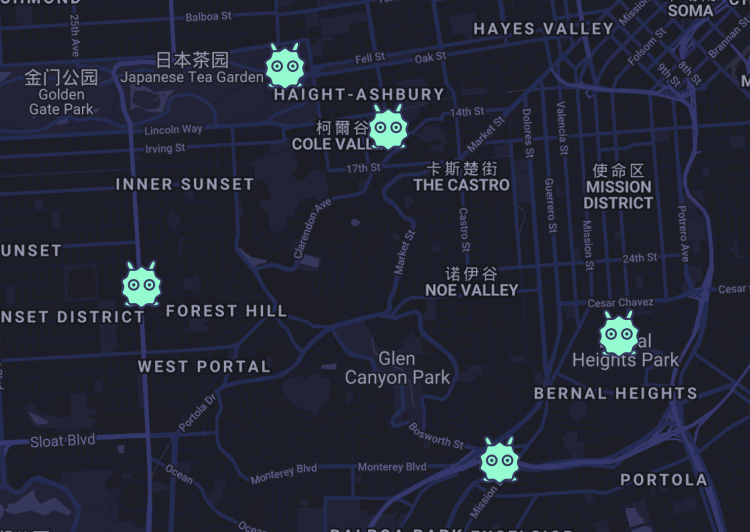 CHMOND
Balboa St
25th Ave
HAYES VALLEY
Mission
SOMA
Folsom St
Brannan St
8th St
9th St
日本茶园
Japanese Tea Garden
Fell St
Oak St
金门公园
Golden
Gate Park
HAIGHT-ASHBURY
14th St
Market St
Dolores St
Valencia St
Lincoln Way
柯爾谷
COLE VALL
Irving St
17th St
卡斯楚街
THE CASTRO
使命区
MISSION
DISTRICT
INNER SUNSET
Clarendon Ave
Castro St
Guerrero St
Mission St
Potrero Ave
UNSET
Market St
24th St
诺伊谷
NOE VALLEY
Cesar Chavez
Cesar
NSET DISTRICT
FOREST HILL
al
Heights Park
Glen
Canyon Park
WEST PORTAL
BERNAL HEIGHTS
Portola Dr
Sloat Blvd
Bosworth St
Ocean
Monterey Blvd
Monterey Blvd
Mission
PORTOLA
Ocean